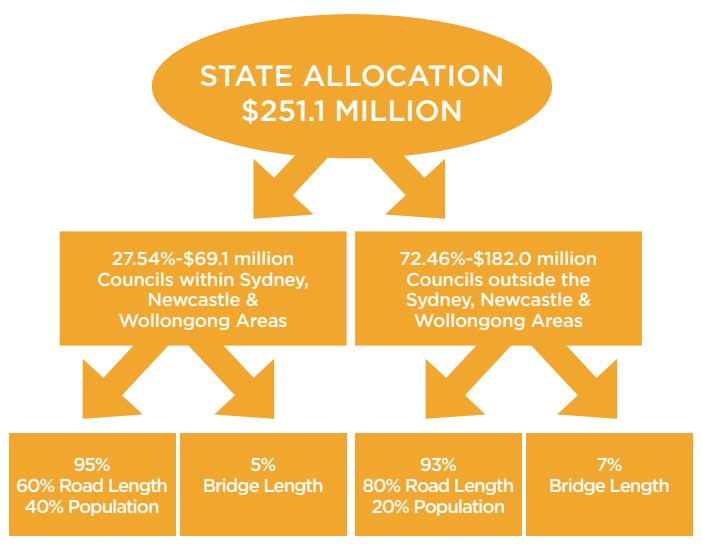 STATE ALLOCATION
$251.1 MILLION
27.54%-$69.1 million
Councils within Sydney,
Newcastle &
Wollongong Areas
72.46%-$182.0 million
Councils outside the
Sydney, Newcastle &
Wollongong Areas
95%
60% Road Length
40% Population
5%
Bridge Length
93%
80% Road Length
20% Population
7%
Bridge Length